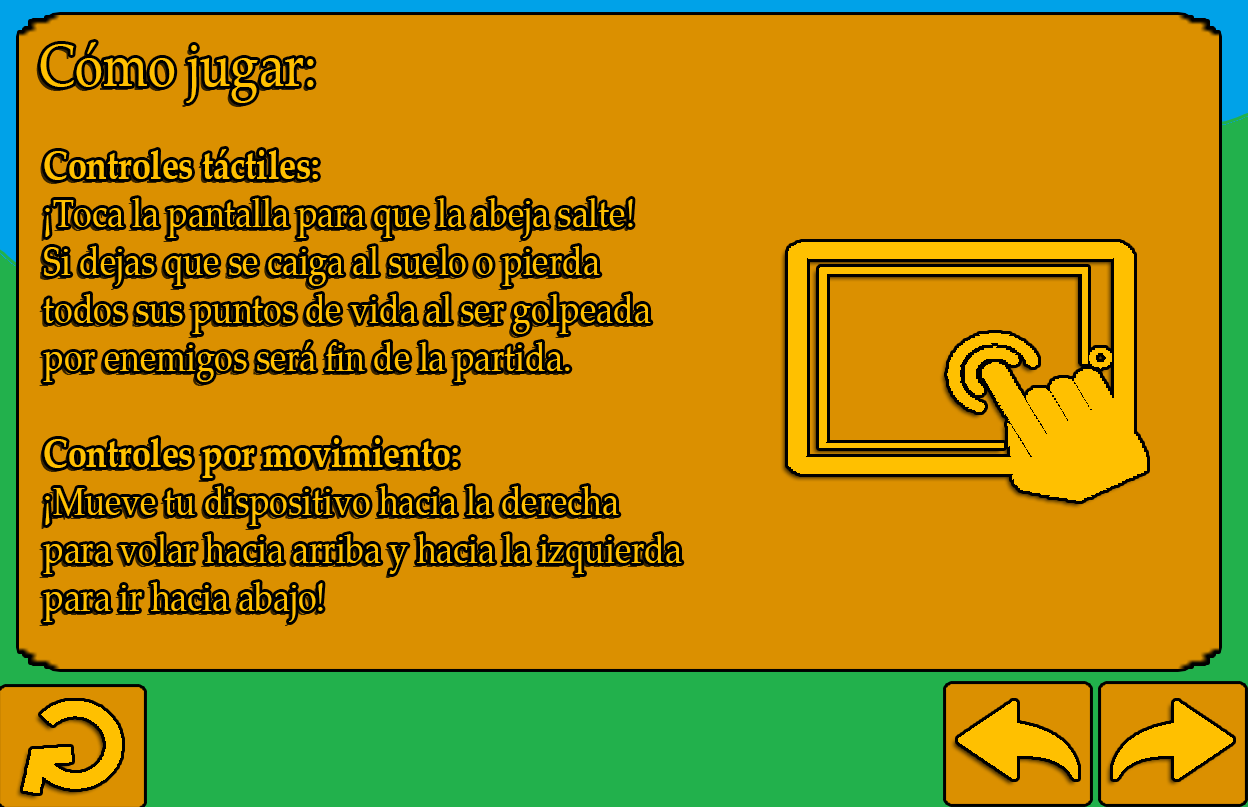 Cómo jugar:
Controles táctiles:
¡Toca la pantalla para que la abeja salte!
Si dejas que se caiga al suelo o pierda
todos sus puntos de vida al ser golpeada
por enemigos será fin de la partida.
Controles por movimiento:
¡Mueve tu dispositivo hacia la derecha
para volar hacia arriba y hacia la izquierda
para ir hacia abajo!